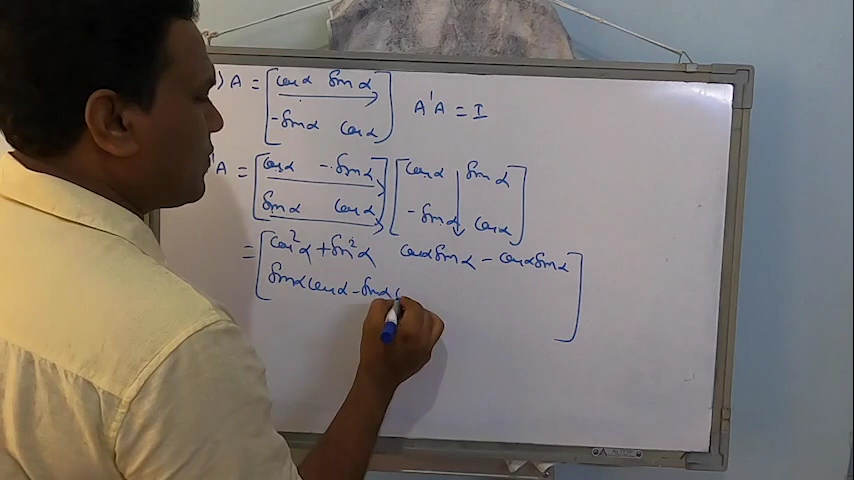 ) A = [ cosα sinα
-sinα cosα ] A'A = I
'A = [ cosα - sinα ] [ cosα sinα
sinα cosα ] [ -sinα cosα ]
= [ cos²α + sin²α cosα sinα - cosα sinα
sinα cosα - sinα c ]